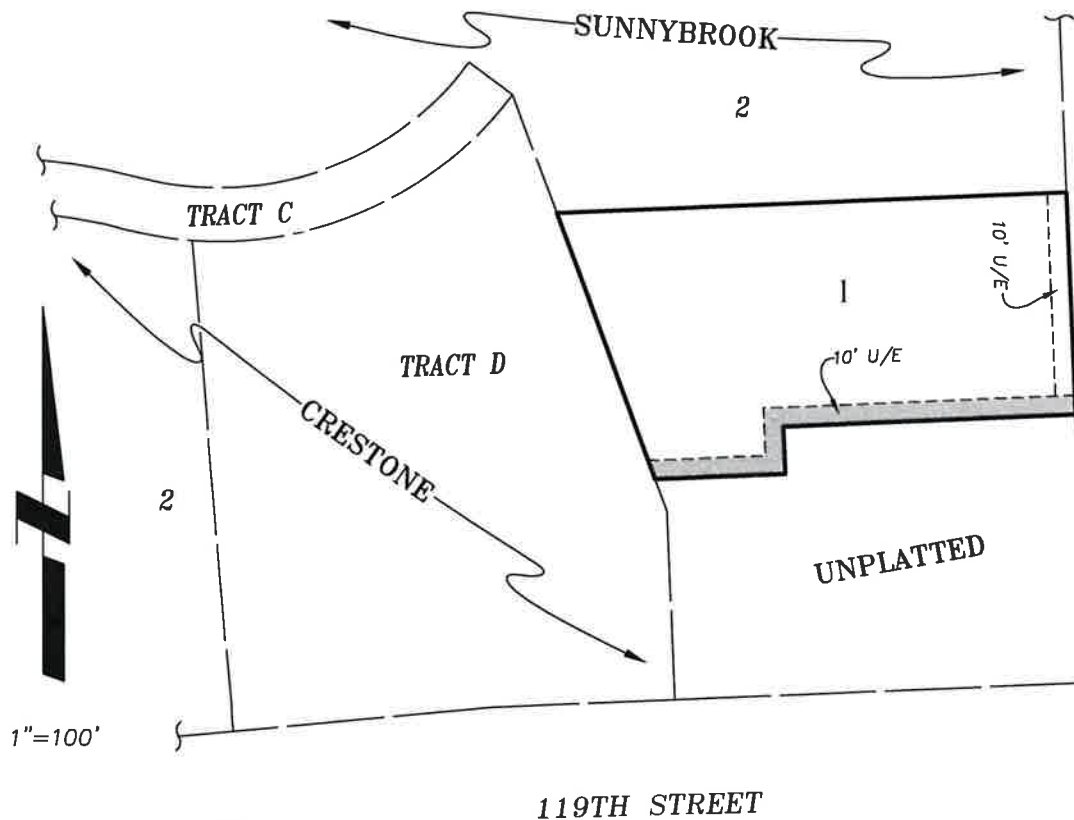 SUNNYBROOK
2
TRACT C
10' U/E
1
10' U/E
TRACT D
CRESTONE
2
UNPLATTED
1"=100'
119TH STREET